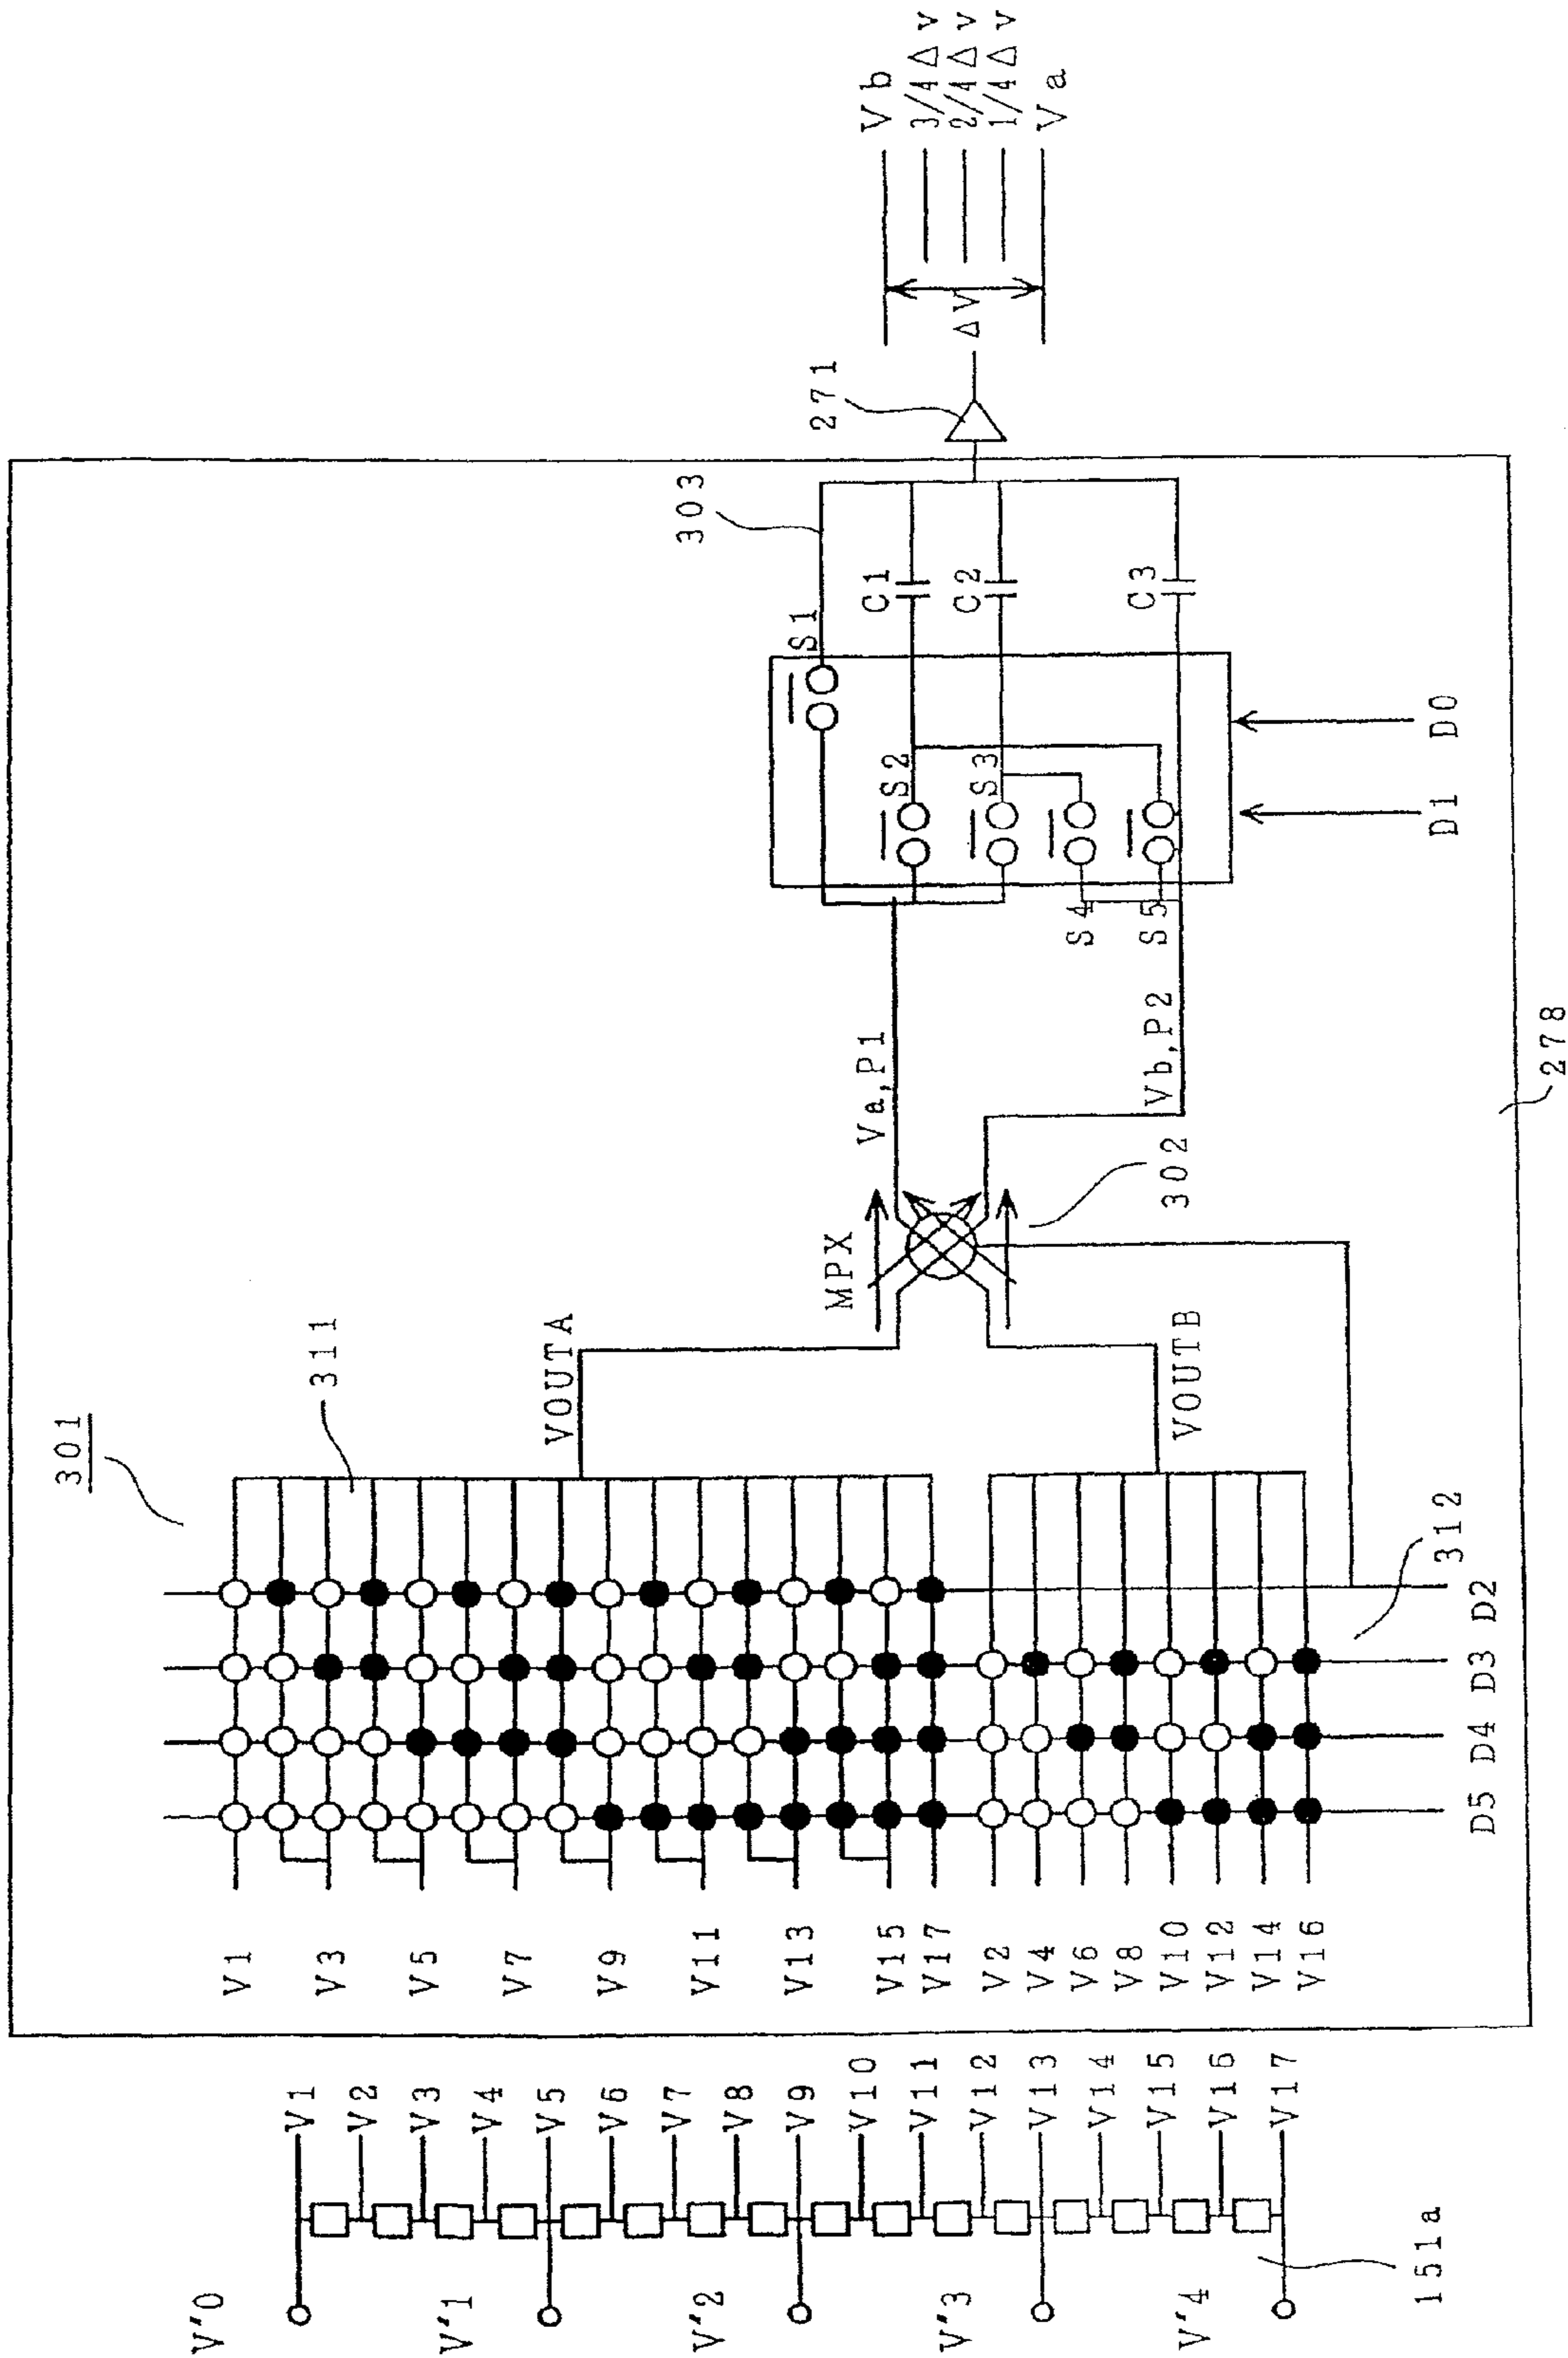 V'0
V'1
V'2
V'3
V'4
151a
V1
V2
V3
V4
V5
V6
V7
V8
V9
V10
V11
V12
V13
V14
V15
V16
V17
V1
V3
V5
V7
V9
V11
V13
V15
V17
V2
V4
V6
V8
V10
V12
V14
V16
D5
D4
D3
D2
301
311
312
VOUTA
VOUTB
MPX
302
Va,P1
Vb,P2
278
S1
S2
S3
S4
S5
D1
D0
C1
C2
C3
303
271
ΔV
Vb
3/4Δv
2/4Δv
1/4Δv
Va